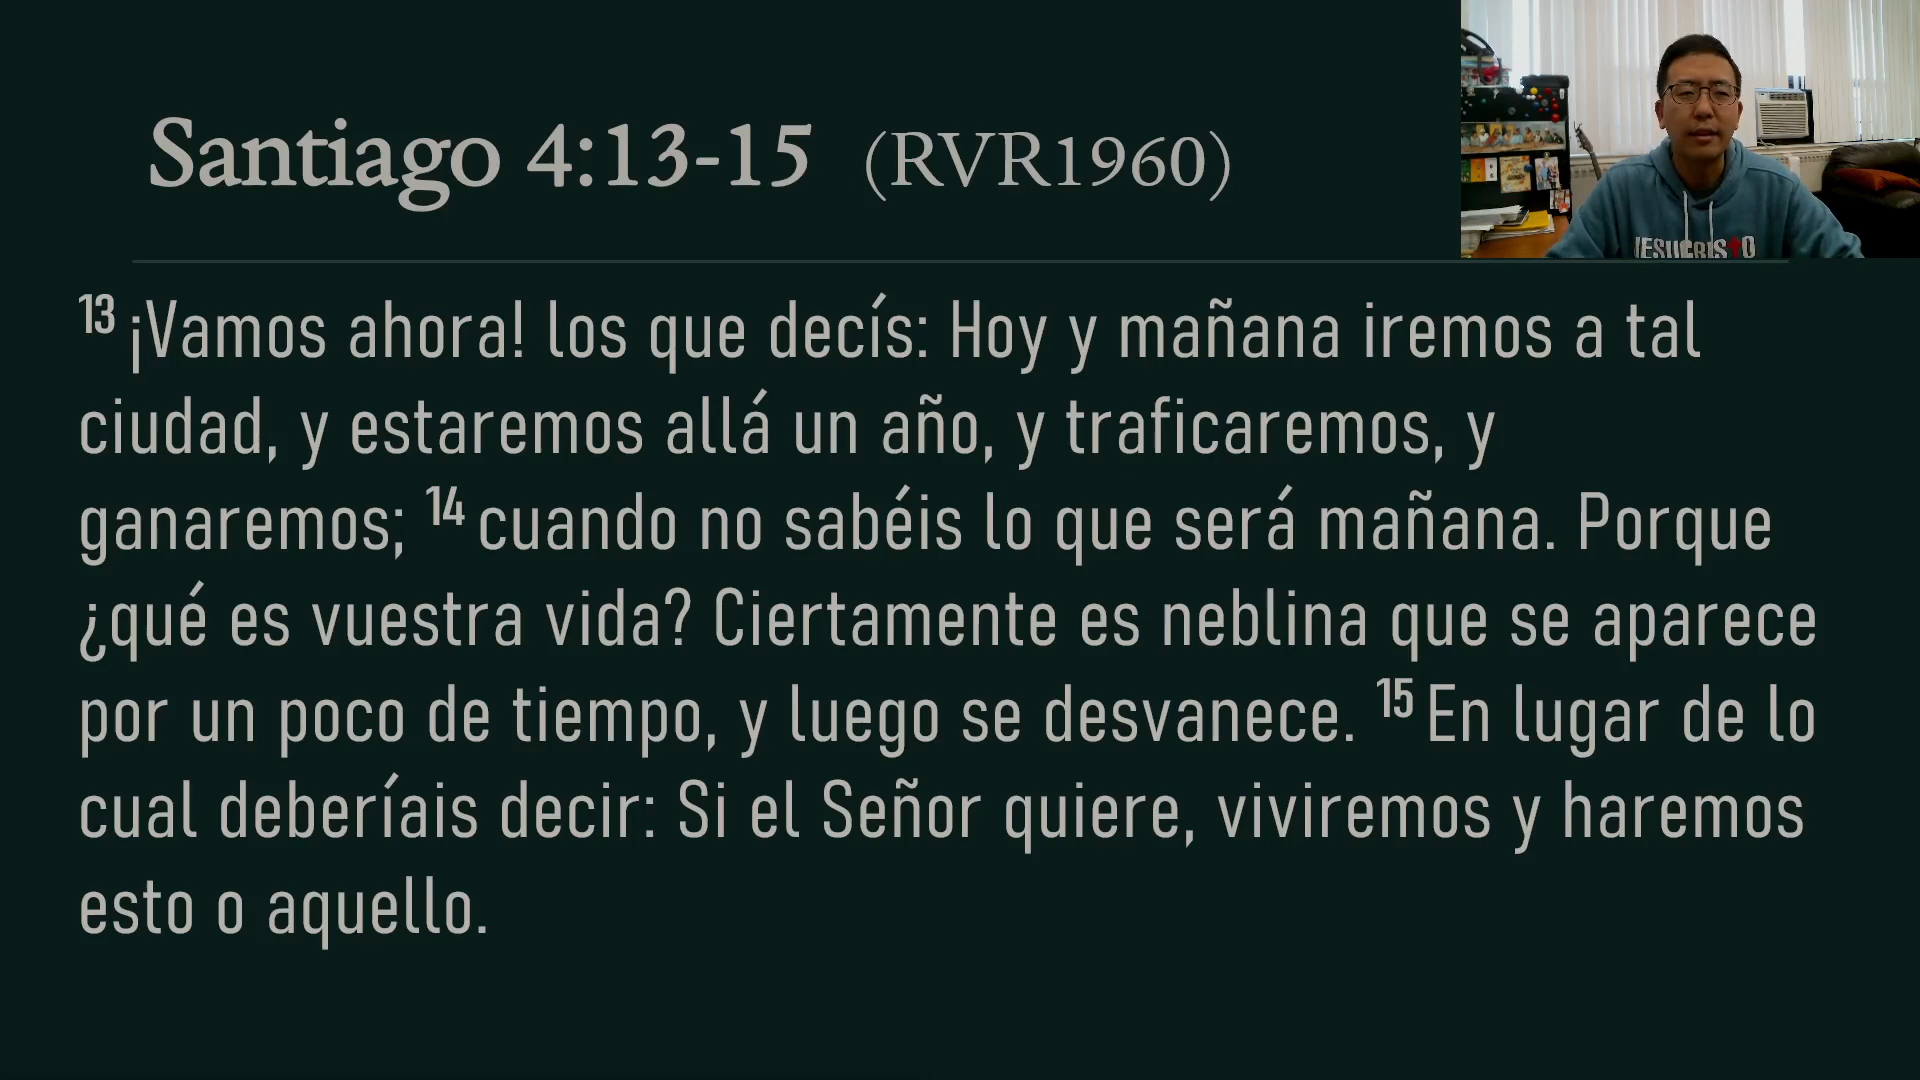 Santiago 4:13-15 (RVR1960)
JESUCRISTO
13 ¡Vamos ahora! los que decís: Hoy y mañana iremos a tal
ciudad, y estaremos allá un año, y traficaremos, y
ganaremos; 14 cuando no sabéis lo que será mañana. Porque
¿qué es vuestra vida? Ciertamente es neblina que se aparece
por un poco de tiempo, y luego se desvanece. 15 En lugar de lo
cual deberíais decir: Si el Señor quiere, viviremos y haremos
esto o aquello.